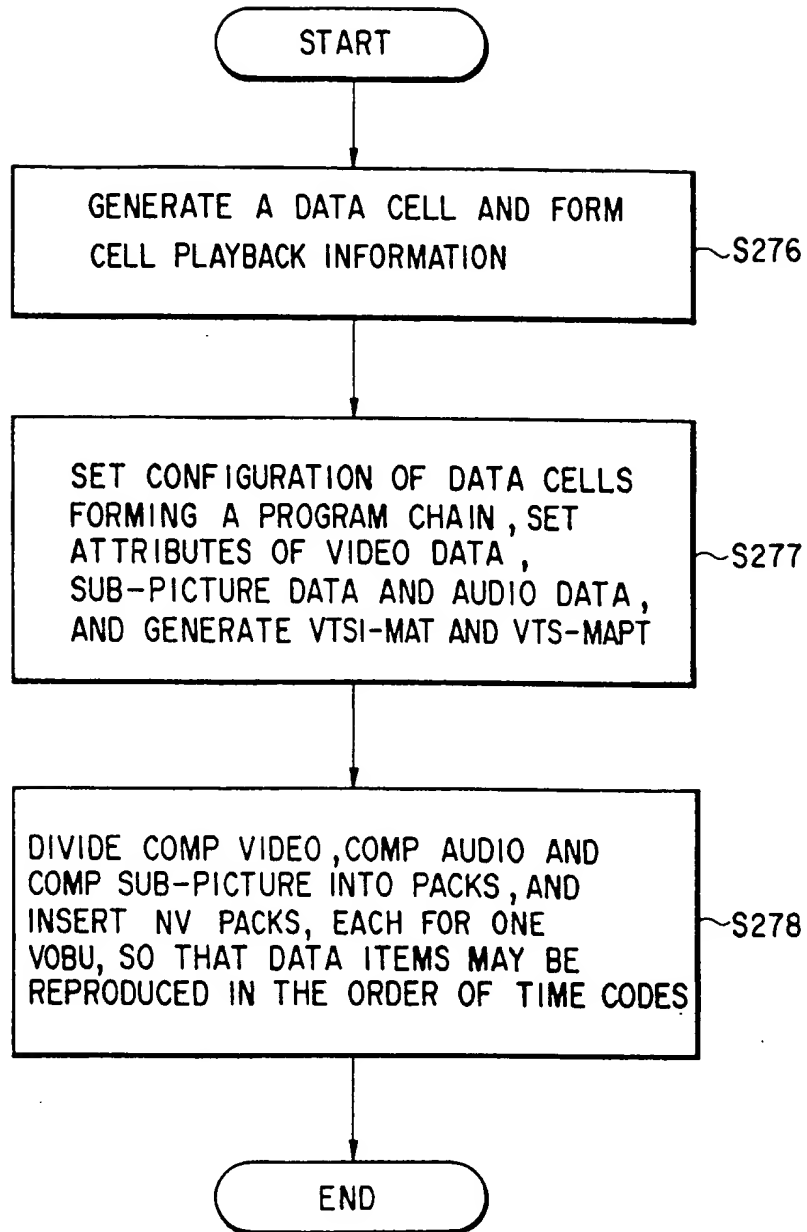 START
GENERATE A DATA CELL AND FORM
CELL PLAYBACK INFORMATION
S276
SET CONFIGURATION OF DATA CELLS
FORMING A PROGRAM CHAIN, SET
ATTRIBUTES OF VIDEO DATA,
SUB-PICTURE DATA AND AUDIO DATA,
AND GENERATE VTSI-MAT AND VTS-MAPT
S277
DIVIDE COMP VIDEO, COMP AUDIO AND
COMP SUB-PICTURE INTO PACKS, AND
INSERT NV PACKS, EACH FOR ONE
VOBU, SO THAT DATA ITEMS MAY BE
REPRODUCED IN THE ORDER OF TIME CODES
S278
END